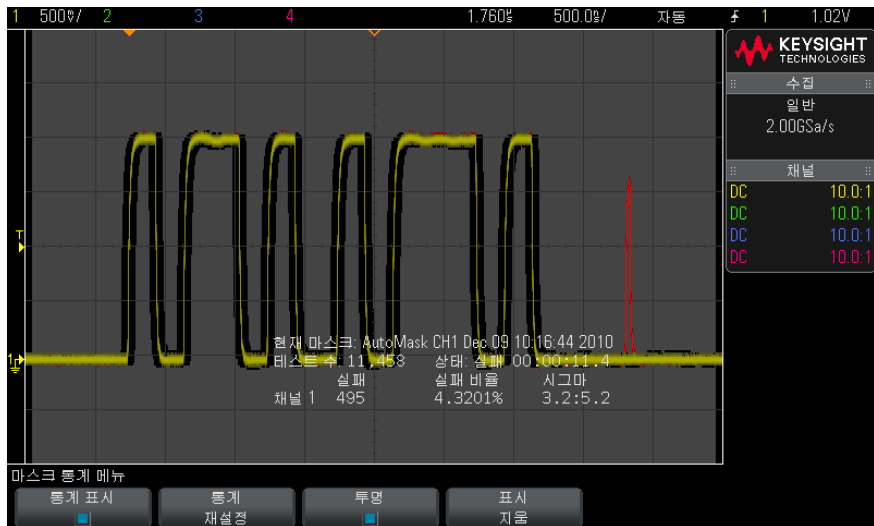 1 500㎷/ 2 3 4 1.760㎲ 500.0㎱/ 자동 1 1.02V
KEYSIGHT
TECHNOLOGIES
수집
일반
2.00GSa/s
채널
DC 10.0:1
DC 10.0:1
DC 10.0:1
DC 10.0:1
T
1
현재 마스크: AutoMask CH1 Dec 09 10:16:44 2010
테스트 수: 11,458 상태: 실패 00:00:11.4
실패 실패 비율 시그마
채널 1 495 4.3201% 3.2:5.2
마스크 통계 메뉴
통계 표시 통계 투명 표시
재설정 지움